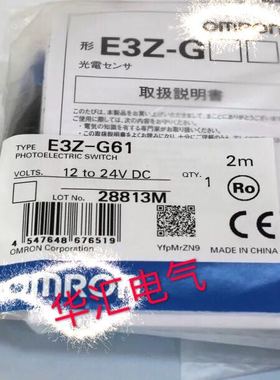 OMRON
形 E3Z-G□□
光電センサ
取扱説明書
TYPE E3Z-G61 2m
PHOTOELECTRIC SWITCH
VOLTS. 12 to 24V DC QTY. 1
LOT No. 28813M
Ro
CE
4 547648 676519
YfpMrZN9
MADE IN CHINA
OMRON Corporation
OMRON
华汇电气